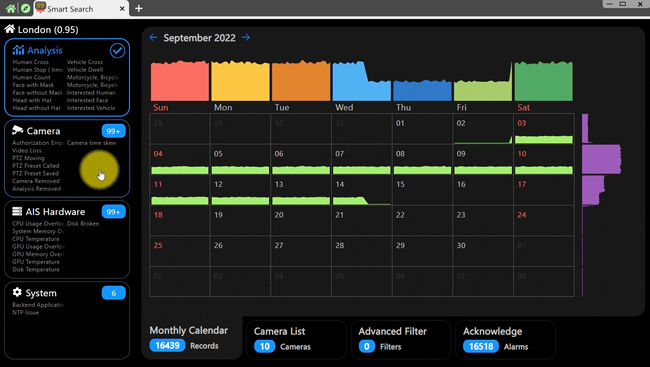 Smart Search
London (0.95)
Analysis
Human Cross Vehicle Cross
Human Stop ( time Vehicle Dwell
Human Count Motorcycle, Bicycle
Face with Mask Motorcycle, Bicycle
Face without Mask Interested Human
Head with Hat Interested Face
Head without Hat Interested Vehicle
Camera 99+
Authorization Camera time skew
Video Loss
PTZ Moving
PTZ Preset Called
PTZ Preset Saved
Camera Removed
Analysis Removed
AIS Hardware 99+
CPU Usage Disk Broken
System Memory
CPU Temperature
GPU Usage
GPU Memory
GPU Temperature
Disk Temperature
System 6
Backend
NTP Issue
September 2022
Sun Mon Tue Wed Thu Fri Sat
28 29 30 31 01 02 03
04 05 06 07 08 09 10
11 12 13 14 15 16 17
18 19 20 21 22 23 24
25 26 27 28 29 30 01
02 03 04 05 06 07 08
Monthly Calendar
16439 Records
Camera List
10 Cameras
Advanced Filter
0 Filters
Acknowledge
16518 Alarms